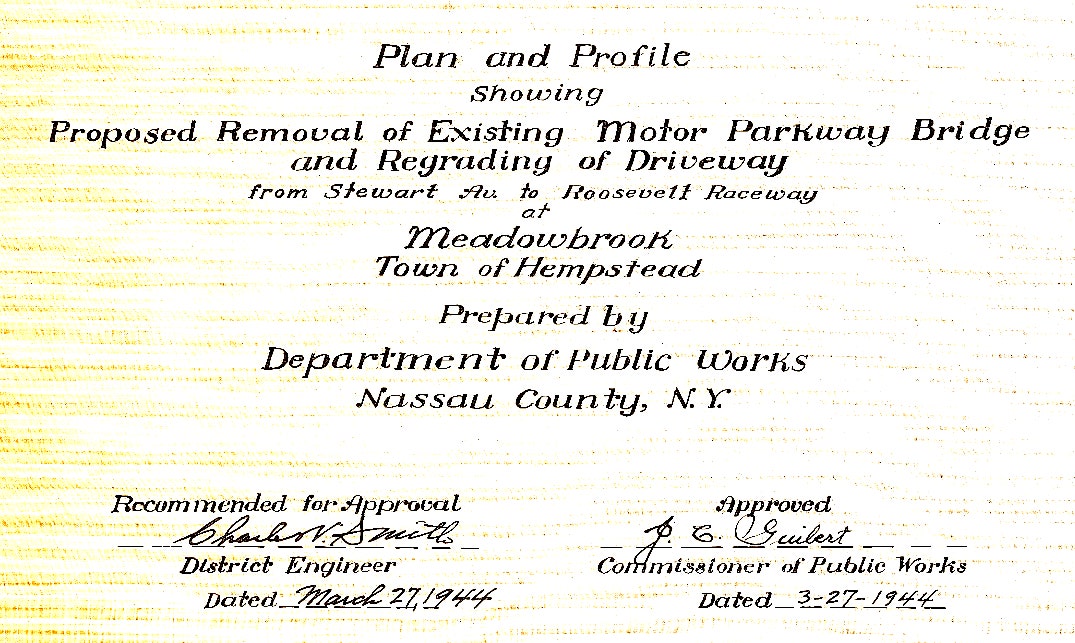 Plan and Profile
Showing
Proposed Removal of Existing Motor Parkway Bridge
and Regrading of Driveway
from Stewart Av. to Roosevelt Raceway
at
Meadowbrook
Town of Hempstead
Prepared by
Department of Public Works
Nassau County, N.Y.
Recommended for Approval
Charles V. Smith
District Engineer
Dated March 27, 1944
Approved
J. C. Guibert
Commissioner of Public Works
Dated 3-27-1944